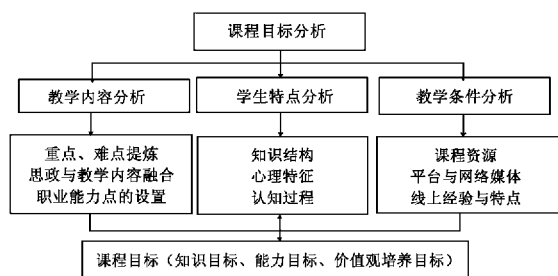 课程目标分析
教学内容分析
学生特点分析
教学条件分析
重点、难点提炼
思政与教学内容融合
职业能力点的设置
知识结构
心理特征
认知过程
课程资源
平台与网络媒体
线上经验与特点
课程目标（知识目标、能力目标、价值观培养目标）